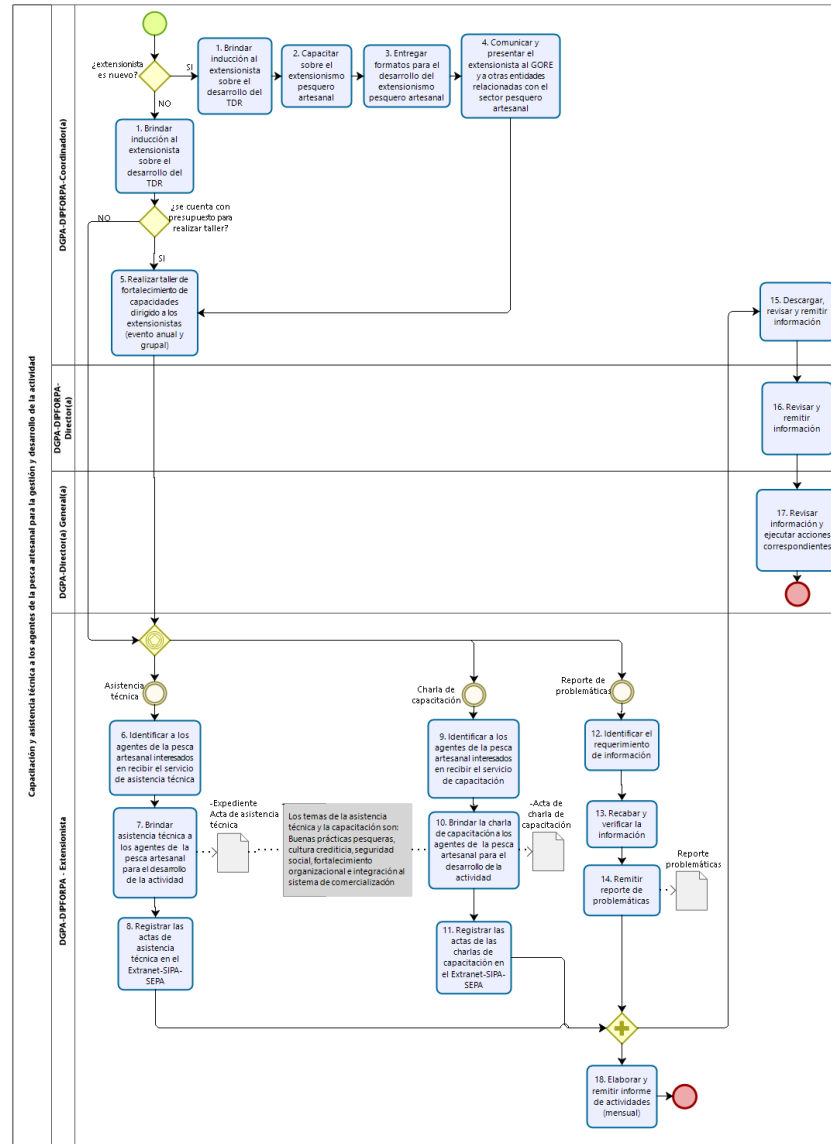 Capacitación y asistencia técnica a los agentes de la pesca artesanal para la gestión y desarrollo de la actividad
DGPA-DIPFORPA-Coordinador(a)
¿extensionista
es nuevo?
SI
NO
1. Brindar
inducción al
extensionista
sobre el
desarrollo del
TDR
2. Capacitar
sobre el
extensionismo
pesquero
artesanal
3. Entregar
formatos para el
desarrollo del
extensionismo
pesquero artesanal
4. Comunicar y
presentar el
extensionista al GORE
y a otras entidades
relacionadas con el
sector pesquero
artesanal
1. Brindar
inducción al
extensionista
sobre el
desarrollo del
TDR
¿se cuenta con
presupuesto para
realizar taller?
NO
SI
5. Realizar taller de
fortalecimiento de
capacidades
dirigido a los
extensionistas
(evento anual y
grupal)
15. Descargar,
revisar y remitir
información
DGPA-DIPFORPA-
Director(a)
16. Revisar y
remitir
información
DGPA-Director(a) General(a)
17. Revisar
información y
ejecutar acciones
correspondientes
DGPA-DIPFORPA - Extensionista
Asistencia
técnica
Charla de
capacitación
Reporte de
problemáticas
6. Identificar a los
agentes de la pesca
artesanal interesados
en recibir el servicio
de asistencia técnica
9. Identificar a los
agentes de la pesca
artesanal interesados
en recibir el servicio
de capacitación
12. Identificar el
requerimiento
de información
7. Brindar
asistencia técnica a
los agentes de la
pesca artesanal
para el desarrollo
de la actividad
-Expediente
Acta de asistencia
técnica
Los temas de la asistencia
técnica y la capacitación son:
Buenas prácticas pesqueras,
cultura crediticia, seguridad
social, fortalecimiento
organizacional e integración al
sistema de comercialización
10. Brindar la charla
de capacitación a los
agentes de la pesca
artesanal para el
desarrollo de la
actividad
-Acta de
charla de
capacitación
13. Recabar y
verificar la
información
14. Remitir
reporte de
problemáticas
Reporte
problemáticas
8. Registrar las
actas de
asistencia
técnica en el
Extranet-SIPA-
SEPA
11. Registrar las
actas de las
charlas de
capacitación en
el Extranet-SIPA-
SEPA
18. Elaborar y
remitir informe
de actividades
(mensual)